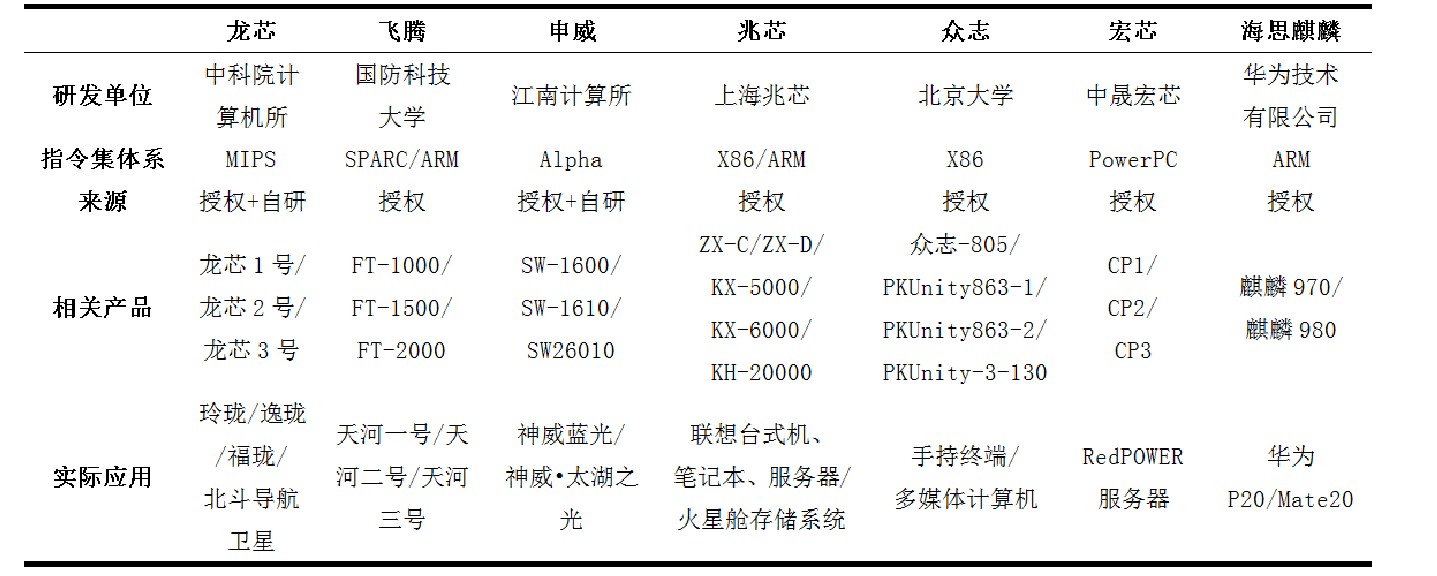 龙芯 飞腾 申威 兆芯 众志 宏芯 海思麒麟
研发单位
中科院计
算机所
国防科技
大学
江南计算所
上海兆芯
北京大学
中晟宏芯
华为技术
有限公司
指令集体系
来源
MIPS
授权+自研
SPARC/ARM
授权
Alpha
授权+自研
X86/ARM
授权
X86
授权
PowerPC
授权
ARM
授权
相关产品
龙芯1号/
龙芯2号/
龙芯3号
FT-1000/
FT-1500/
FT-2000
SW-1600/
SW-1610/
SW26010
ZX-C/ZX-D/
KX-5000/
KX-6000/
KH-20000
众志-805/
PKUnity863-1/
PKUnity863-2/
PKUnity-3-130
CP1/
CP2/
CP3
麒麟970/
麒麟980
实际应用
玲珑/逸珑
/福珑/
北斗导航
卫星
天河一号/天
河二号/天河
三号
神威蓝光/
神威•太湖之
光
联想台式机、
笔记本、服务器/
火星舱存储系统
手持终端/
多媒体计算机
RedPOWER
服务器
华为
P20/Mate20